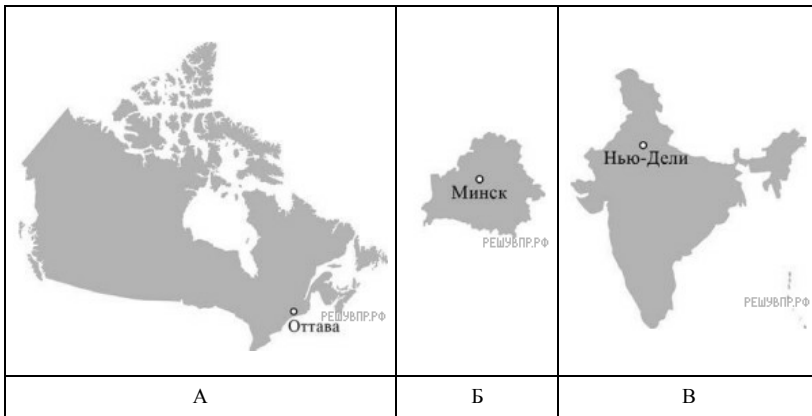 Нью-Дели
Минск
РЕШУВПР.РФ
РЕШУВПР.РФ
РЕШУВПР.РФ
Оттава
А
Б
В